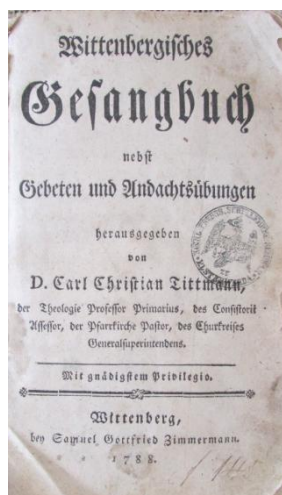 Wittenbergisches
Gesangbuch
nebst
Gebeten und Andachtsübungen
herausgegeben
von
D. Carl Christian Tittmann,
der Theologie Professor Primarius, des Consistorii
Assessor, der Pfarrkirche Pastor, des Churkreises
Generalsuperintendens.
Mit gnädigstem Privilegio.
Wittenberg,
bey Samuel Gottfried Zimmermann.
1788.